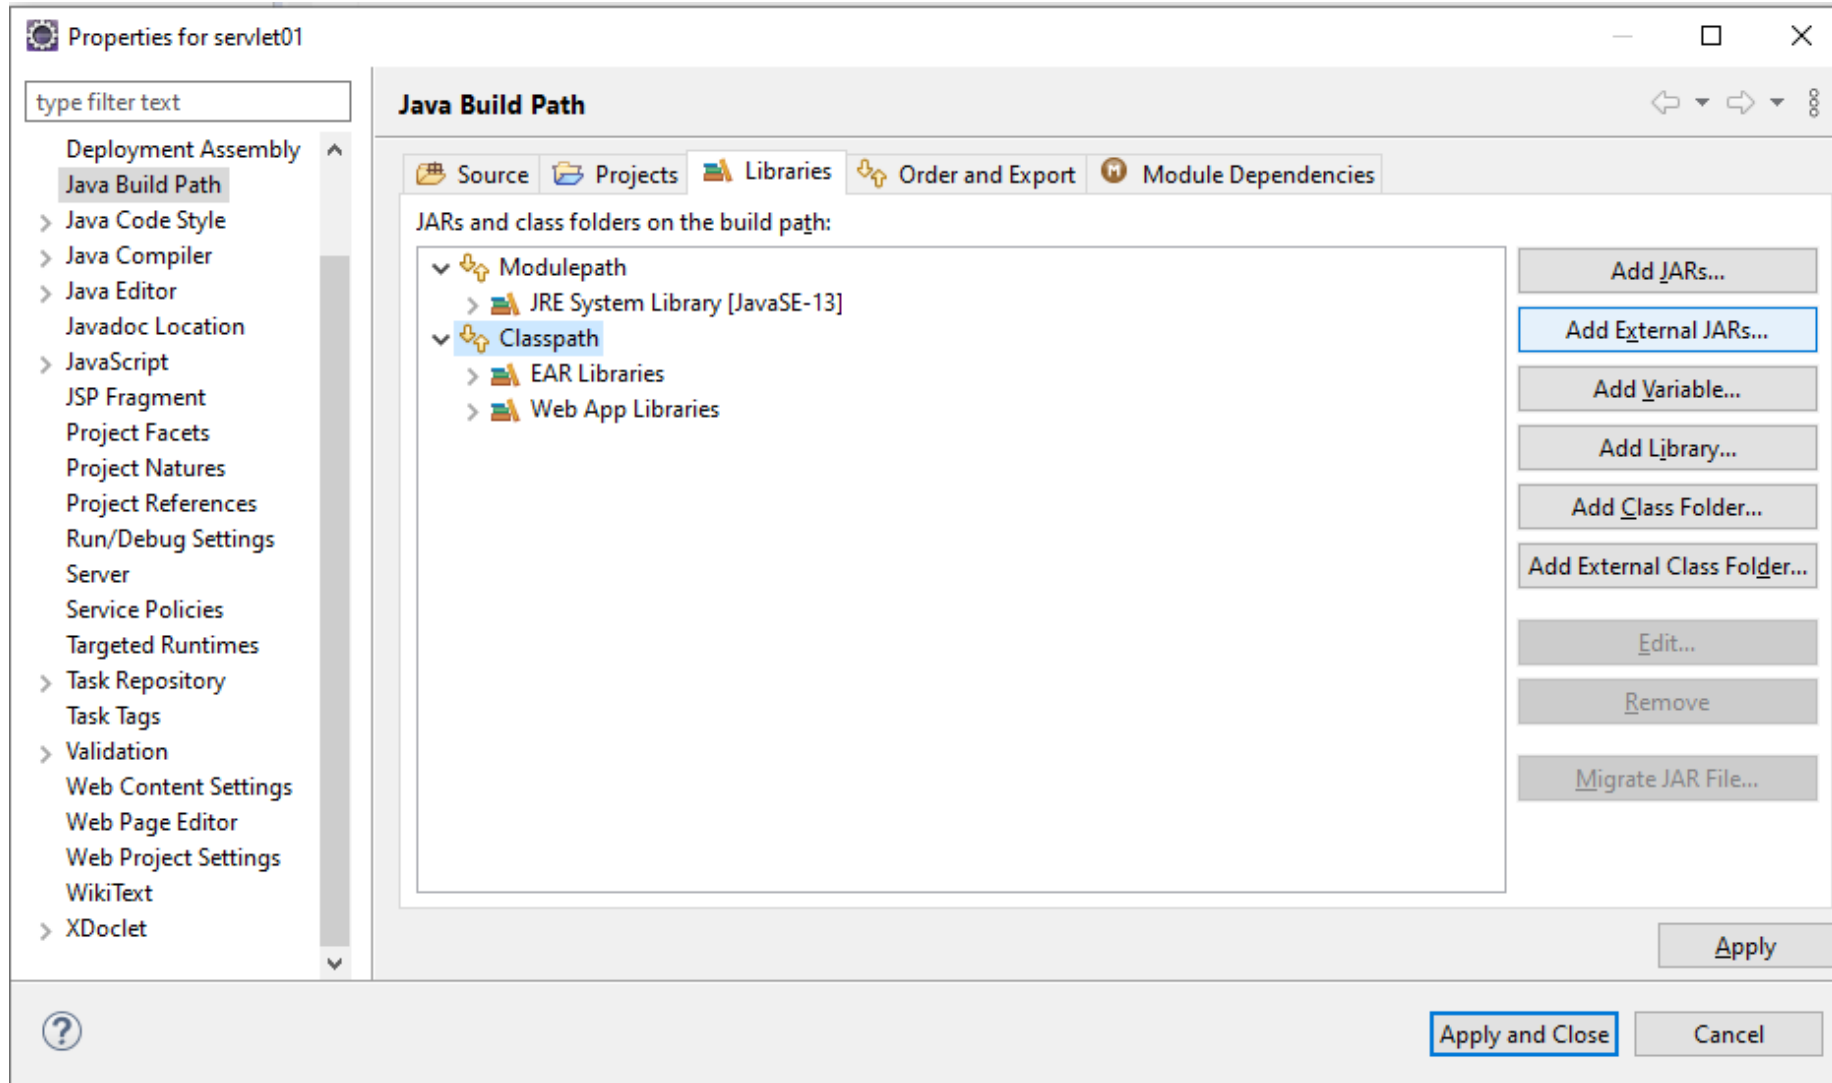 Properties for servlet01
type filter text
Deployment Assembly
Java Build Path
Java Code Style
Java Compiler
Java Editor
Javadoc Location
JavaScript
JSP Fragment
Project Facets
Project Natures
Project References
Run/Debug Settings
Server
Service Policies
Targeted Runtimes
Task Repository
Task Tags
Validation
Web Content Settings
Web Page Editor
Web Project Settings
WikiText
XDoclet
Java Build Path
Source Projects Libraries Order and Export Module Dependencies
JARs and class folders on the build path:
Modulepath
JRE System Library [JavaSE-13]
Classpath
EAR Libraries
Web App Libraries
Add JARs...
Add External JARs...
Add Variable...
Add Library...
Add Class Folder...
Add External Class Folder...
Edit...
Remove
Migrate JAR File...
Apply
Apply and Close Cancel